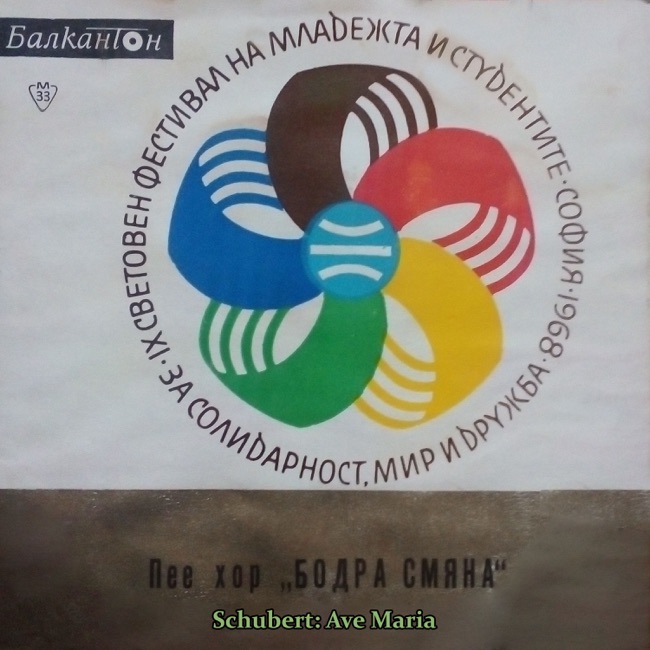 Балкантон
М
33
IX СВЕТОВЕН ФЕСТИВАЛ НА МЛАДЕЖТА И СТУДЕНТИТЕ · СОФИЯ · 1968 ·
ЗА СОЛИДАРНОСТ, МИР И ДРУЖБА ·
Пее хор „БОДРА СМЯНА"
Schubert: Ave Maria